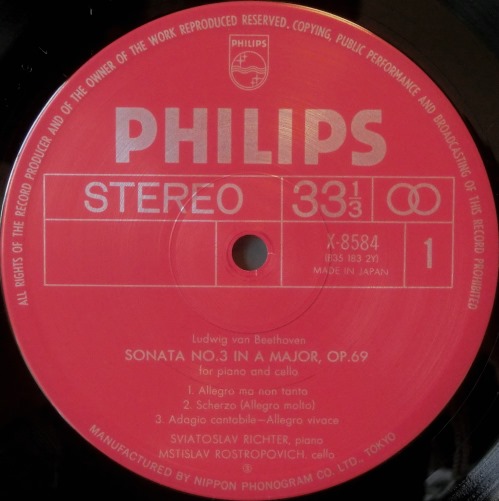 ALL RIGHTS OF THE RECORD PRODUCER AND OF THE OWNER OF THE WORK REPRODUCED RESERVED. COPYING, PUBLIC PERFORMANCE AND BROADCASTING OF THIS RECORD PROHIBITED
PHILIPS
PHILIPS
STEREO 33 1/3
X-8584 1
(835 183 2Y)
MADE IN JAPAN
Ludwig van Beethoven
SONATA NO.3 IN A MAJOR, OP.69
for piano and cello
1. Allegro ma non tanto
2. Scherzo (Allegro molto)
3. Adagio cantabile—Allegro vivace
SVIATOSLAV RICHTER, piano
MSTISLAV ROSTROPOVICH, cello
MANUFACTURED BY NIPPON PHONOGRAM CO. LTD., TOKYO